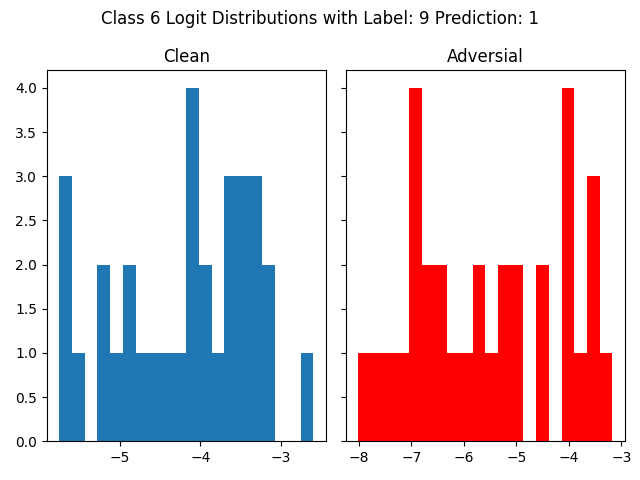 Class 6 Logit Distributions with Label: 9 Prediction: 1
Clean
Adversial
4.0
3.5
3.0
2.5
2.0
1.5
1.0
0.5
0.0
−5 −4 −3
−8 −7 −6 −5 −4 −3